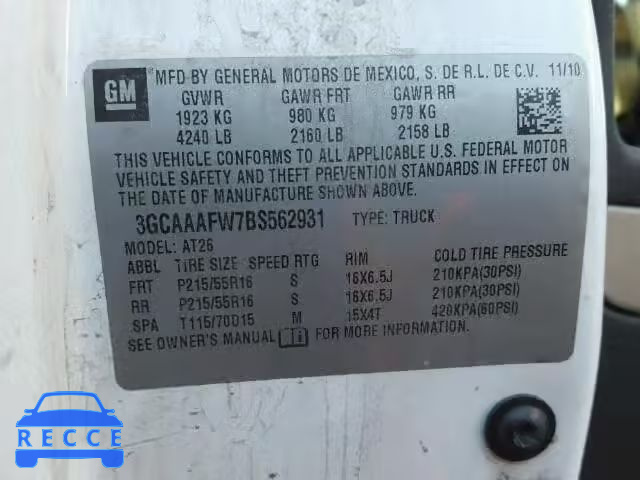 GM
MFD BY GENERAL MOTORS DE MEXICO, S. DE R.L. DE C.V. 11/10
GVWR GAWR FRT GAWR RR
1923 KG 980 KG 979 KG
4240 LB 2160 LB 2158 LB
THIS VEHICLE CONFORMS TO ALL APPLICABLE U.S. FEDERAL MOTOR
VEHICLE SAFETY AND THEFT PREVENTION STANDARDS IN EFFECT ON
THE DATE OF MANUFACTURE SHOWN ABOVE.
3GCAAAFW7BS562931 TYPE: TRUCK
MODEL: AT26
ABBL TIRE SIZE SPEED RTG RIM COLD TIRE PRESSURE
FRT P215/55R16 S 16X6.5J 210KPA(30PSI)
RR P215/55R16 S 16X6.5J 210KPA(30PSI)
SPA T115/70D15 M 15X4T 420KPA(60PSI)
SEE OWNER'S MANUAL FOR MORE INFORMATION.
RECCE